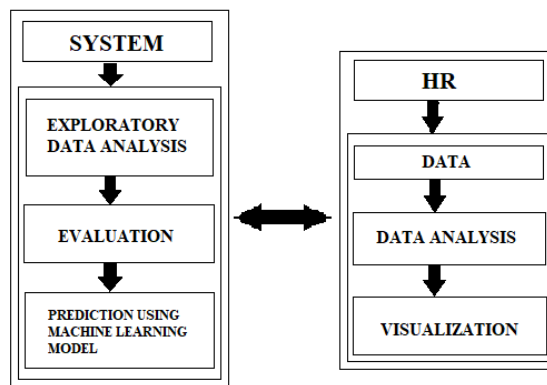 SYSTEM
EXPLORATORY
DATA ANALYSIS
EVALUATION
PREDICTION USING
MACHINE LEARNING
MODEL
HR
DATA
DATA ANALYSIS
VISUALIZATION